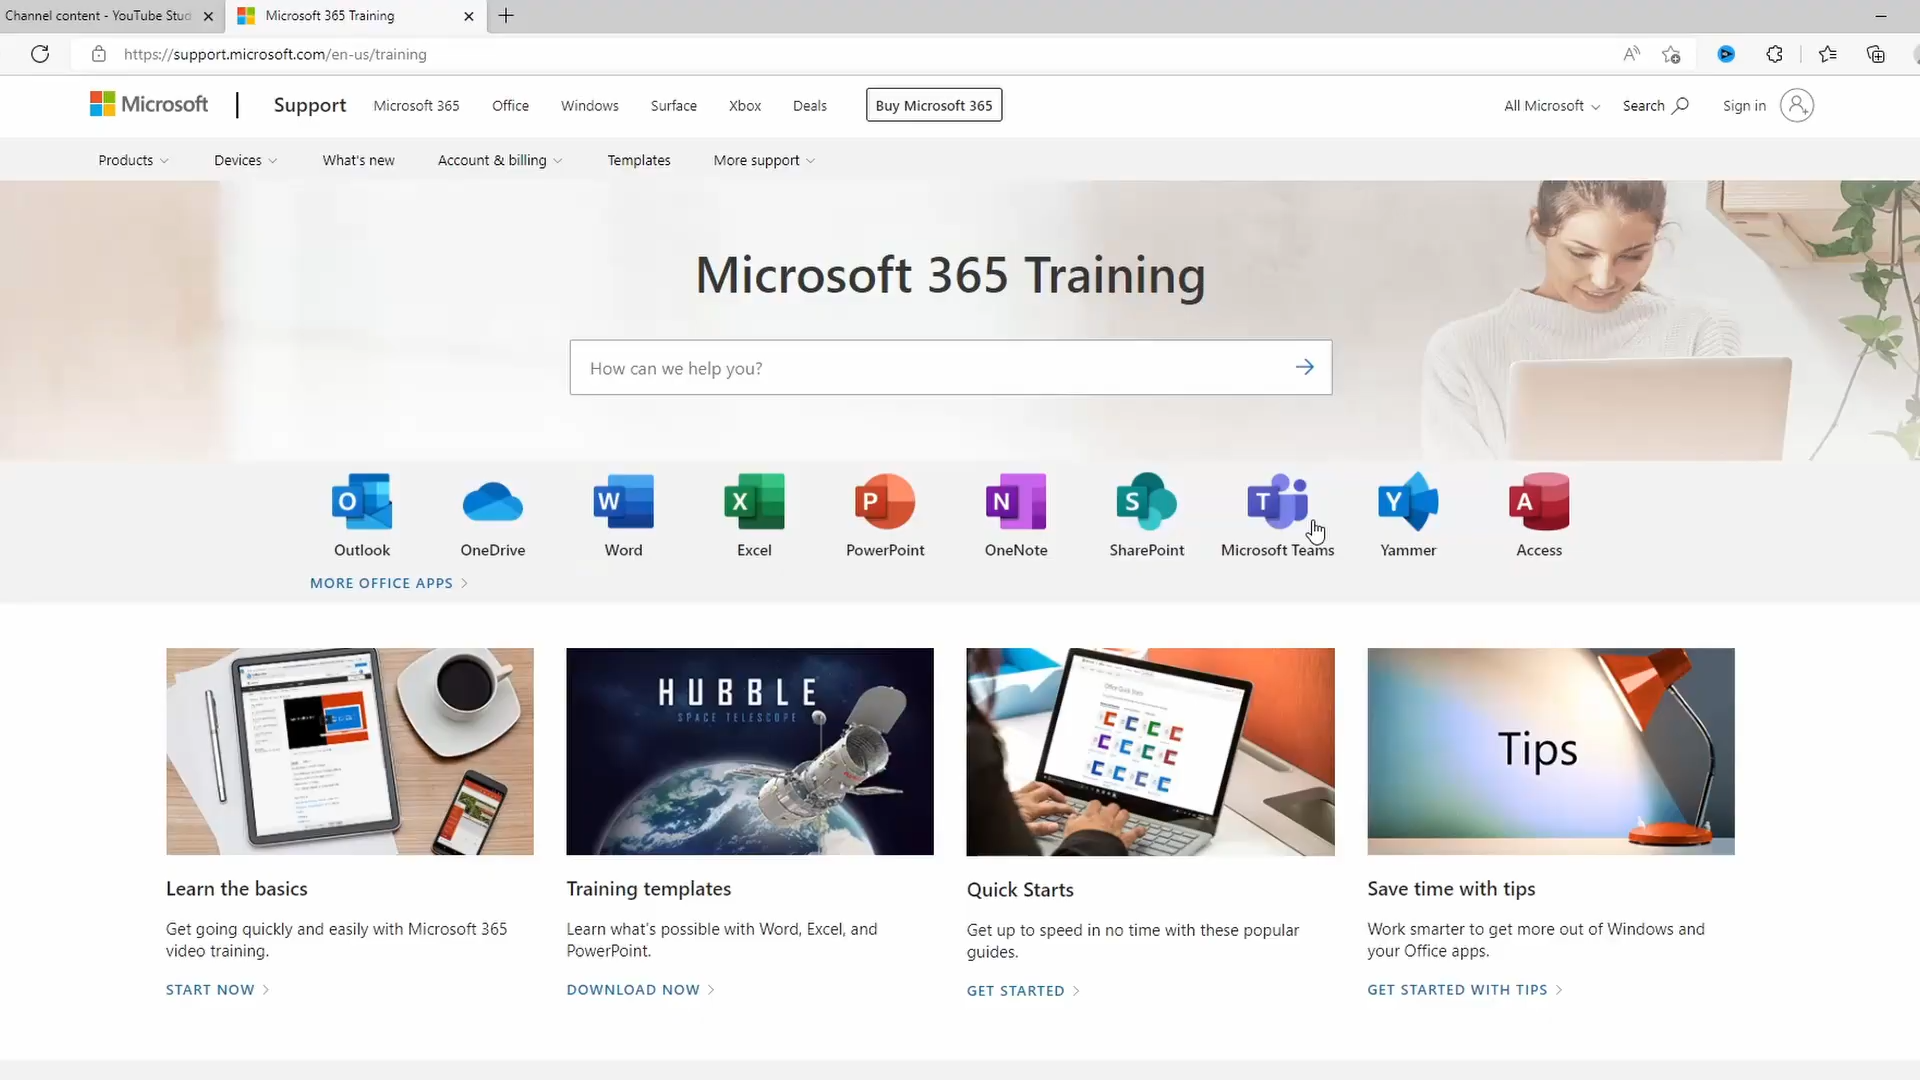 Channel content - YouTube Stud
Microsoft 365 Training
https://support.microsoft.com/en-us/training
Microsoft
Support
Microsoft 365
Office
Windows
Surface
Xbox
Deals
Buy Microsoft 365
All Microsoft
Search
Sign in
Products
Devices
What's new
Account & billing
Templates
More support
Microsoft 365 Training
How can we help you?
Outlook
OneDrive
Word
Excel
PowerPoint
OneNote
SharePoint
Microsoft Teams
Yammer
Access
MORE OFFICE APPS
HUBBLE
SPACE TELESCOPE
Tips
Learn the basics
Get going quickly and easily with Microsoft 365
video training.
START NOW
Training templates
Learn what's possible with Word, Excel, and
PowerPoint.
DOWNLOAD NOW
Quick Starts
Get up to speed in no time with these popular
guides.
GET STARTED
Save time with tips
Work smarter to get more out of Windows and
your Office apps.
GET STARTED WITH TIPS